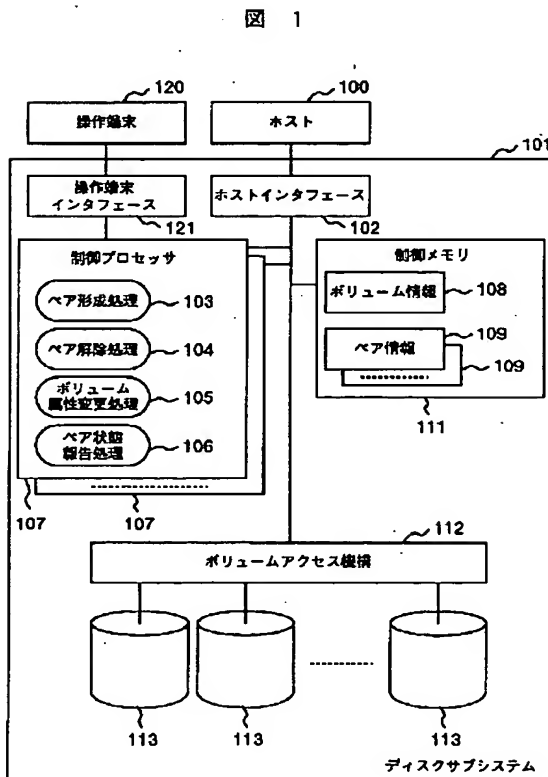 図 1
120
100
操作端末
ホスト
101
操作端末
インタフェース
ホストインタフェース
121
102
制御プロセッサ
制御メモリ
ペア形成処理
103
ボリューム情報
108
ペア解除処理
104
ペア情報
109
109
ボリューム
属性変更処理
105
ペア状態
報告処理
106
111
107
107
112
ボリュームアクセス機構
113
113
113
ディスクサブシステム